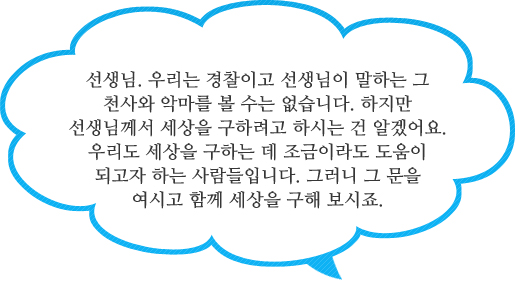 선생님. 우리는 경찰이고 선생님이 말하는 그
천사와 악마를 볼 수는 없습니다. 하지만
선생님께서 세상을 구하려고 하시는 건 알겠어요.
우리도 세상을 구하는 데 조금이라도 도움이
되고자 하는 사람들입니다. 그러니 그 문을
여시고 함께 세상을 구해 보시죠.